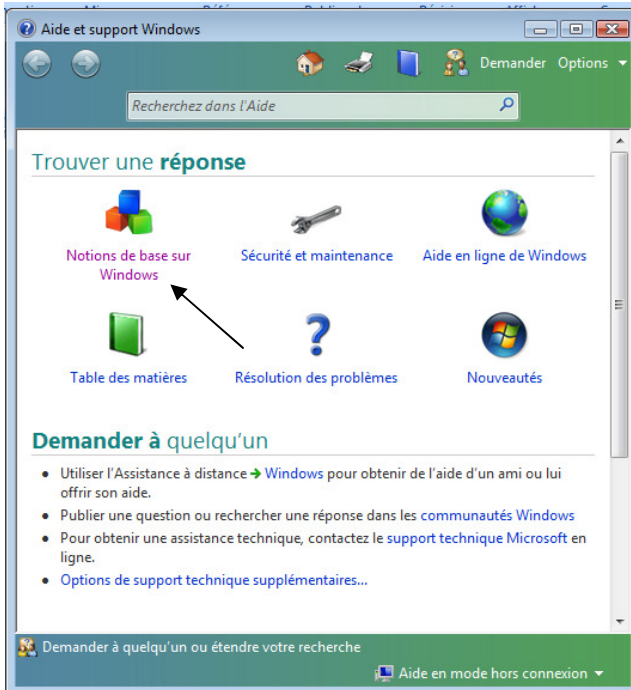 Aide et support Windows
Demander Options
Recherchez dans l'Aide
Trouver une réponse
Notions de base sur
Windows
Sécurité et maintenance
Aide en ligne de Windows
Table des matières
Résolution des problèmes
Nouveautés
Demander à quelqu'un
• Utiliser l'Assistance à distance → Windows pour obtenir de l'aide d'un ami ou lui
offrir son aide.
• Publier une question ou rechercher une réponse dans les communautés Windows
• Pour obtenir une assistance technique, contactez le support technique Microsoft en
ligne.
• Options de support technique supplémentaires...
Demander à quelqu'un ou étendre votre recherche
Aide en mode hors connexion